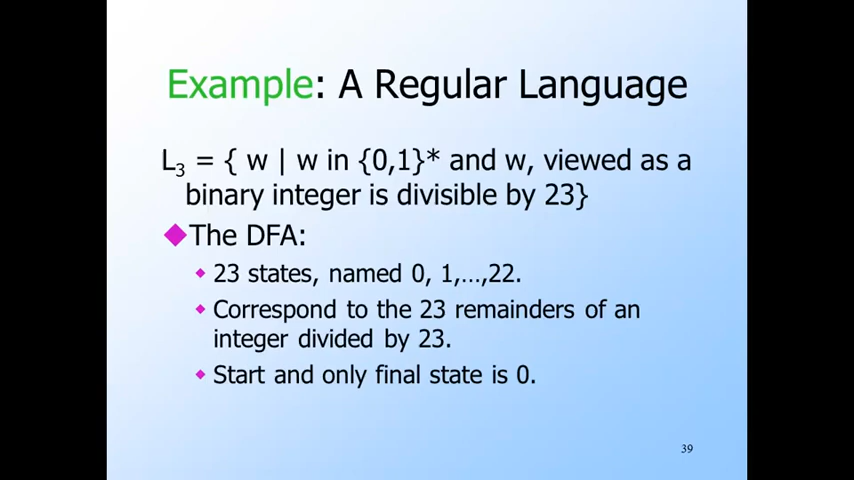 Example: A Regular Language
L3 = { w | w in {0,1}* and w, viewed as a
binary integer is divisible by 23}
The DFA:
23 states, named 0, 1,…,22.
Correspond to the 23 remainders of an
integer divided by 23.
Start and only final state is 0.
39